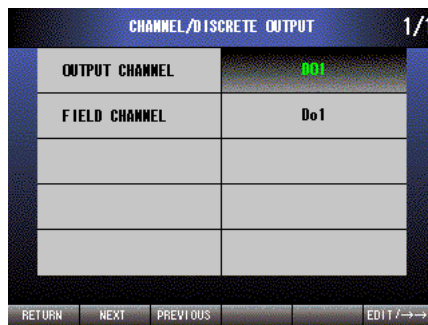 CHANNEL/DISCRETE OUTPUT 1/1
OUTPUT CHANNEL DO1
FIELD CHANNEL Do1
RETURN NEXT PREVIOUS EDIT/→→